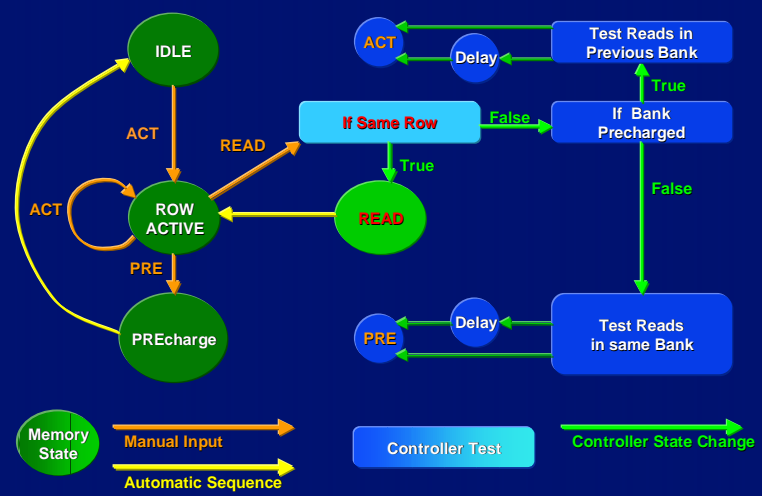 IDLE
ACT
Delay
Test Reads in
Previous Bank
True
ACT
READ
If Same Row
False
If Bank
Precharged
True
False
ACT
ROW
ACTIVE
READ
PRE
PREcharge
PRE
Delay
Test Reads
in same Bank
Memory
State
Manual Input
Automatic Sequence
Controller Test
Controller State Change